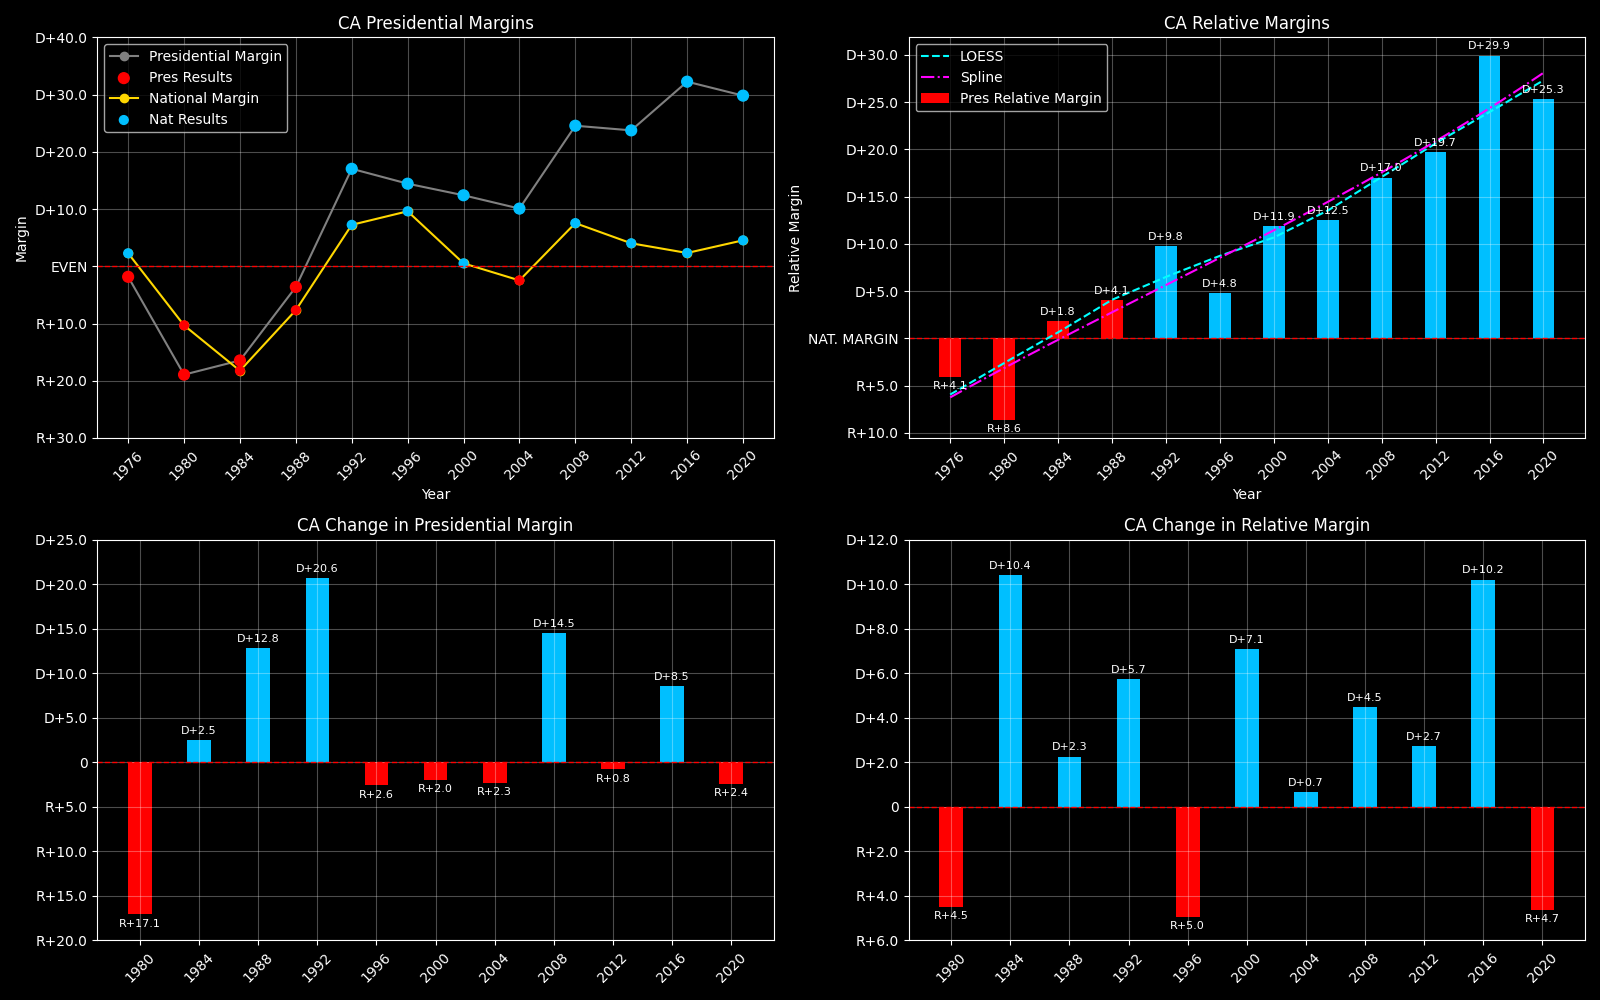 CA Presidential Margins
D+40.0
D+30.0
D+20.0
D+10.0
EVEN
R+10.0
R+20.0
R+30.0
Margin
Presidential Margin
Pres Results
National Margin
Nat Results
1976
1980
1984
1988
1992
1996
2000
2004
2008
2012
2016
2020
Year
CA Relative Margins
D+30.0
D+25.0
D+20.0
D+15.0
D+10.0
D+5.0
NAT. MARGIN
R+5.0
R+10.0
Relative Margin
LOESS
Spline
Pres Relative Margin
R+4.1
R+8.6
D+1.8
D+4.1
D+9.8
D+4.8
D+11.9
D+12.5
D+17.0
D+19.7
D+29.9
D+25.3
1976
1980
1984
1988
1992
1996
2000
2004
2008
2012
2016
2020
Year
CA Change in Presidential Margin
D+25.0
D+20.0
D+15.0
D+10.0
D+5.0
0
R+5.0
R+10.0
R+15.0
R+20.0
R+17.1
D+2.5
D+12.8
D+20.6
R+2.6
R+2.0
R+2.3
D+14.5
R+0.8
D+8.5
R+2.4
1980
1984
1988
1992
1996
2000
2004
2008
2012
2016
2020
CA Change in Relative Margin
D+12.0
D+10.0
D+8.0
D+6.0
D+4.0
D+2.0
0
R+2.0
R+4.0
R+6.0
R+4.5
D+10.4
D+2.3
D+5.7
R+5.0
D+7.1
D+0.7
D+4.5
D+2.7
D+10.2
R+4.7
1980
1984
1988
1992
1996
2000
2004
2008
2012
2016
2020